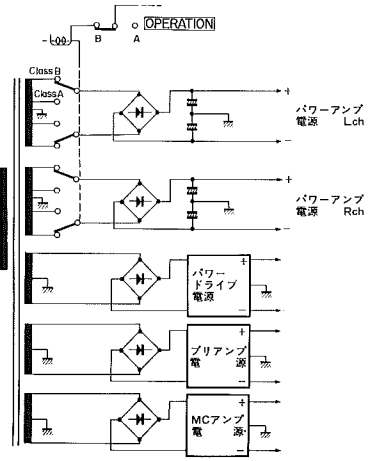 OPERATION
B A
Class B
Class A
+
パワーアンプ
電源 Lch
−
+
パワーアンプ
電源 Rch
−
+
パワー
ドライブ
電源
−
+
プリアンプ
電源
−
+
MCアンプ
電源
−